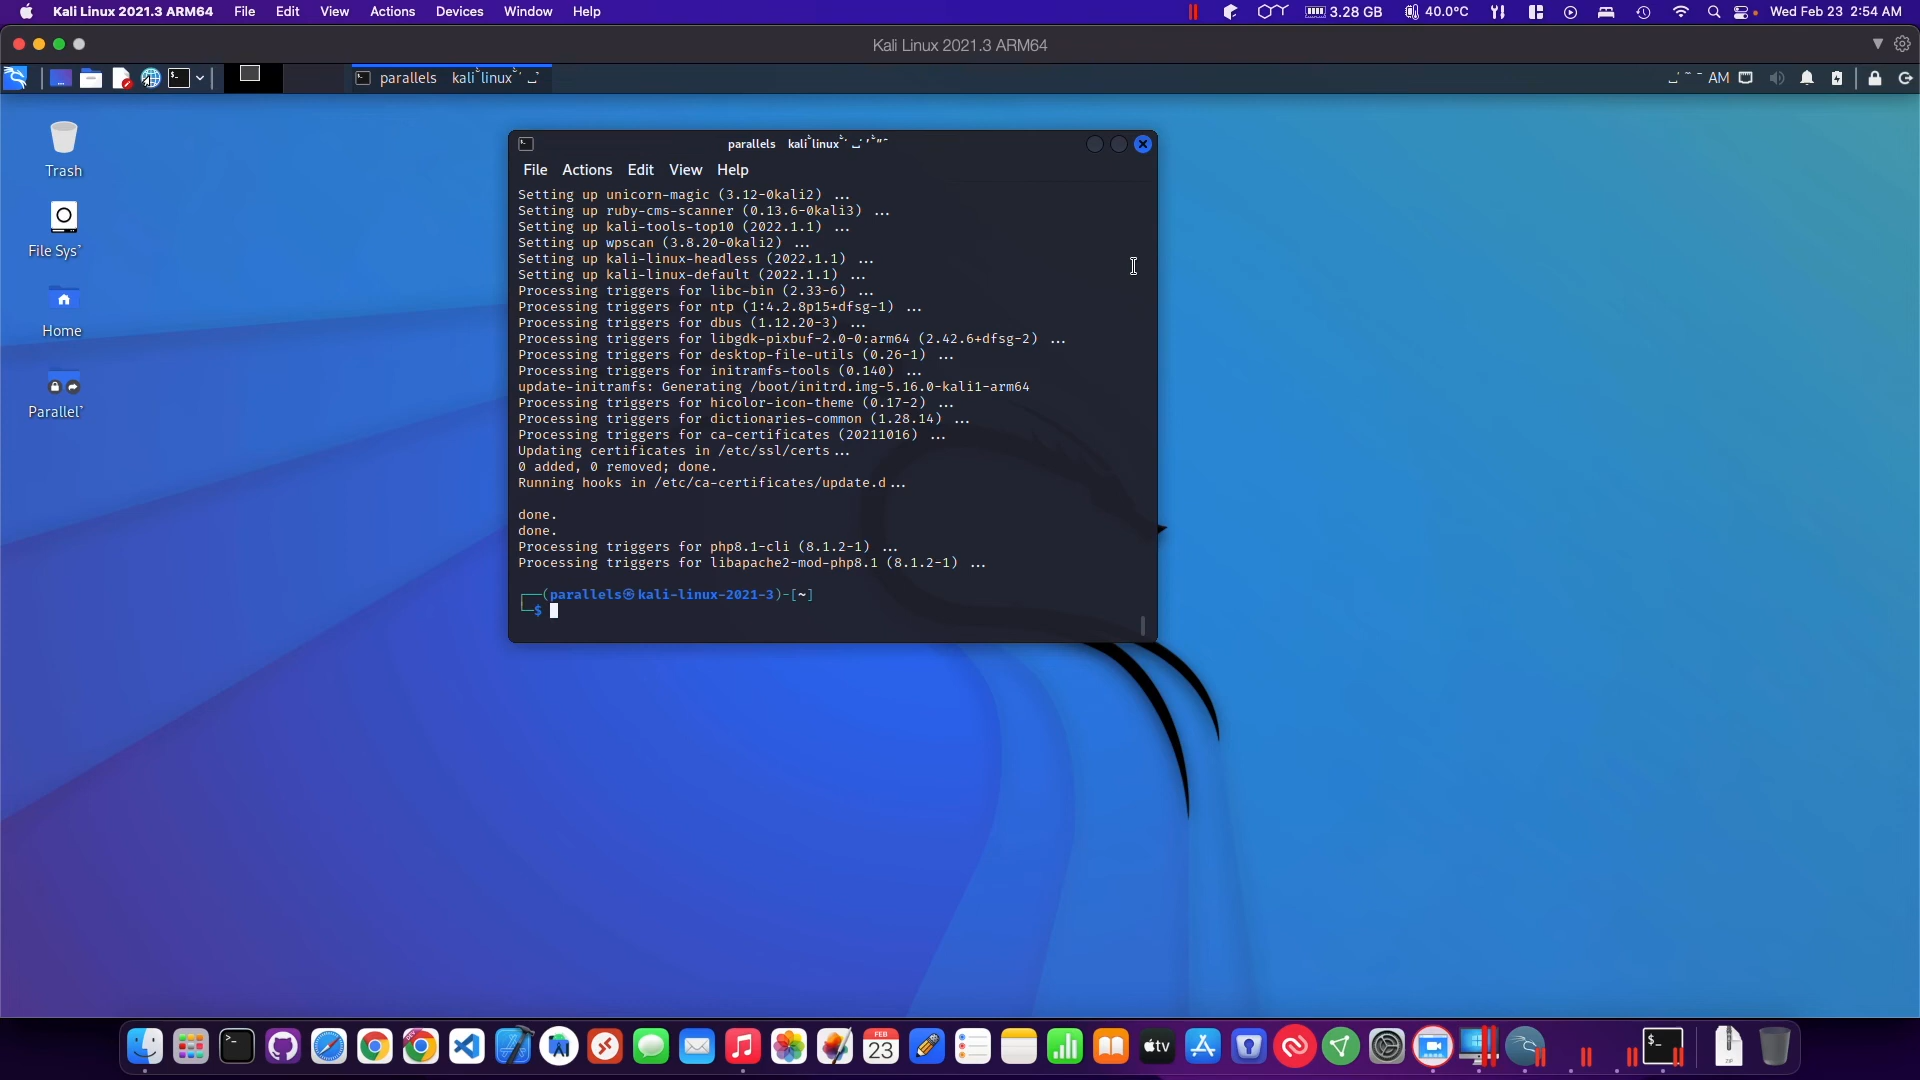 Kali Linux 2021.3 ARM64 File Edit View Actions Devices Window Help 3.28 GB 40.0°C Wed Feb 23 2:54 AM
Kali Linux 2021.3 ARM64
parallels kali linux AM
Trash
File Sys
Home
Parallel
parallels kali linux
File Actions Edit View Help
Setting up unicorn-magic (3.12-0kali2) ...
Setting up ruby-cms-scanner (0.13.6-0kali3) ...
Setting up kali-tools-top10 (2022.1.1) ...
Setting up wpscan (3.8.20-0kali2) ...
Setting up kali-linux-headless (2022.1.1) ...
Setting up kali-linux-default (2022.1.1) ...
Processing triggers for libc-bin (2.33-6) ...
Processing triggers for ntp (1:4.2.8p15+dfsg-1) ...
Processing triggers for dbus (1.12.20-3) ...
Processing triggers for libgdk-pixbuf-2.0-0:arm64 (2.42.6+dfsg-2) ...
Processing triggers for desktop-file-utils (0.26-1) ...
Processing triggers for initramfs-tools (0.140) ...
update-initramfs: Generating /boot/initrd.img-5.16.0-kali1-arm64
Processing triggers for hicolor-icon-theme (0.17-2) ...
Processing triggers for dictionaries-common (1.28.14) ...
Processing triggers for ca-certificates (20211016) ...
Updating certificates in /etc/ssl/certs...
0 added, 0 removed; done.
Running hooks in /etc/ca-certificates/update.d...
done.
done.
Processing triggers for php8.1-cli (8.1.2-1) ...
Processing triggers for libapache2-mod-php8.1 (8.1.2-1) ...
┌──(parallels㉿kali-linux-2021-3)-[~]
└─$
FEB
23
tv
ZIP